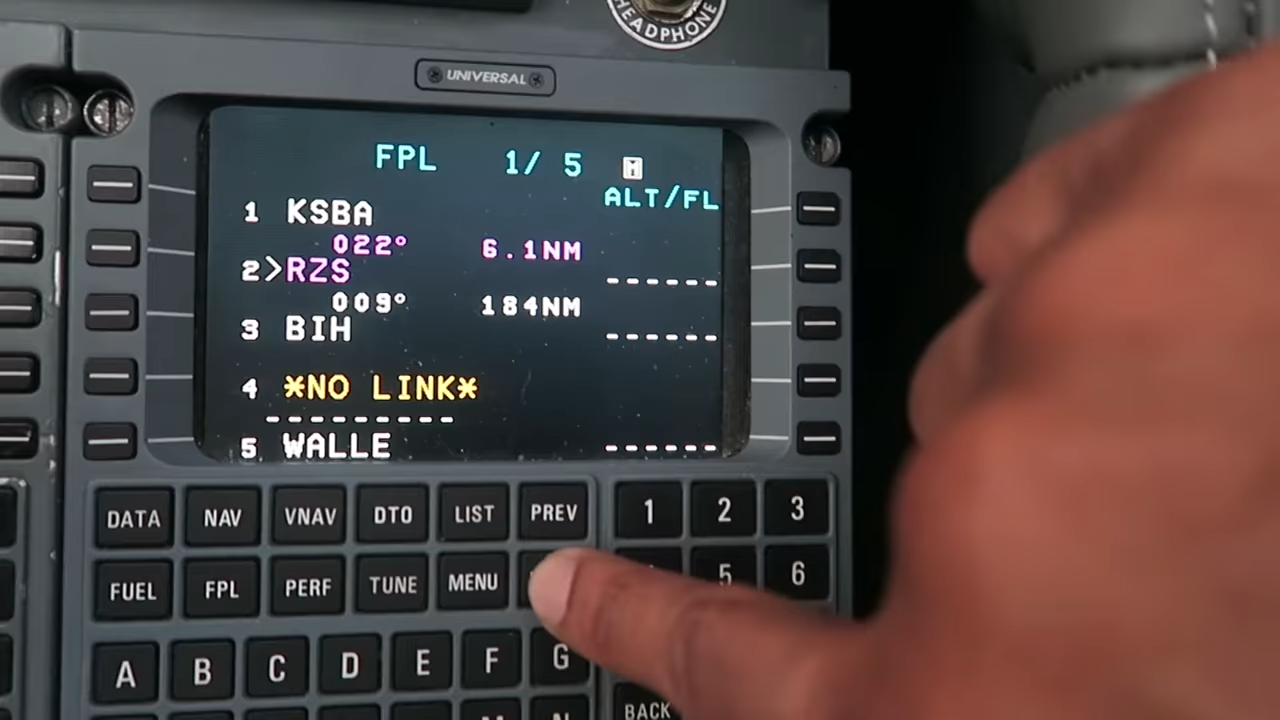 HEADPHONE
UNIVERSAL
FPL 1/ 5 M
ALT/FL
1 KSBA
022° 6.1NM
2>RZS ------
009° 184NM
3 BIH ------
4 *NO LINK*
---------
5 WALLE ------
DATA NAV VNAV DTO LIST PREV 1 2 3
FUEL FPL PERF TUNE MENU 5 6
A B C D E F G
BACK